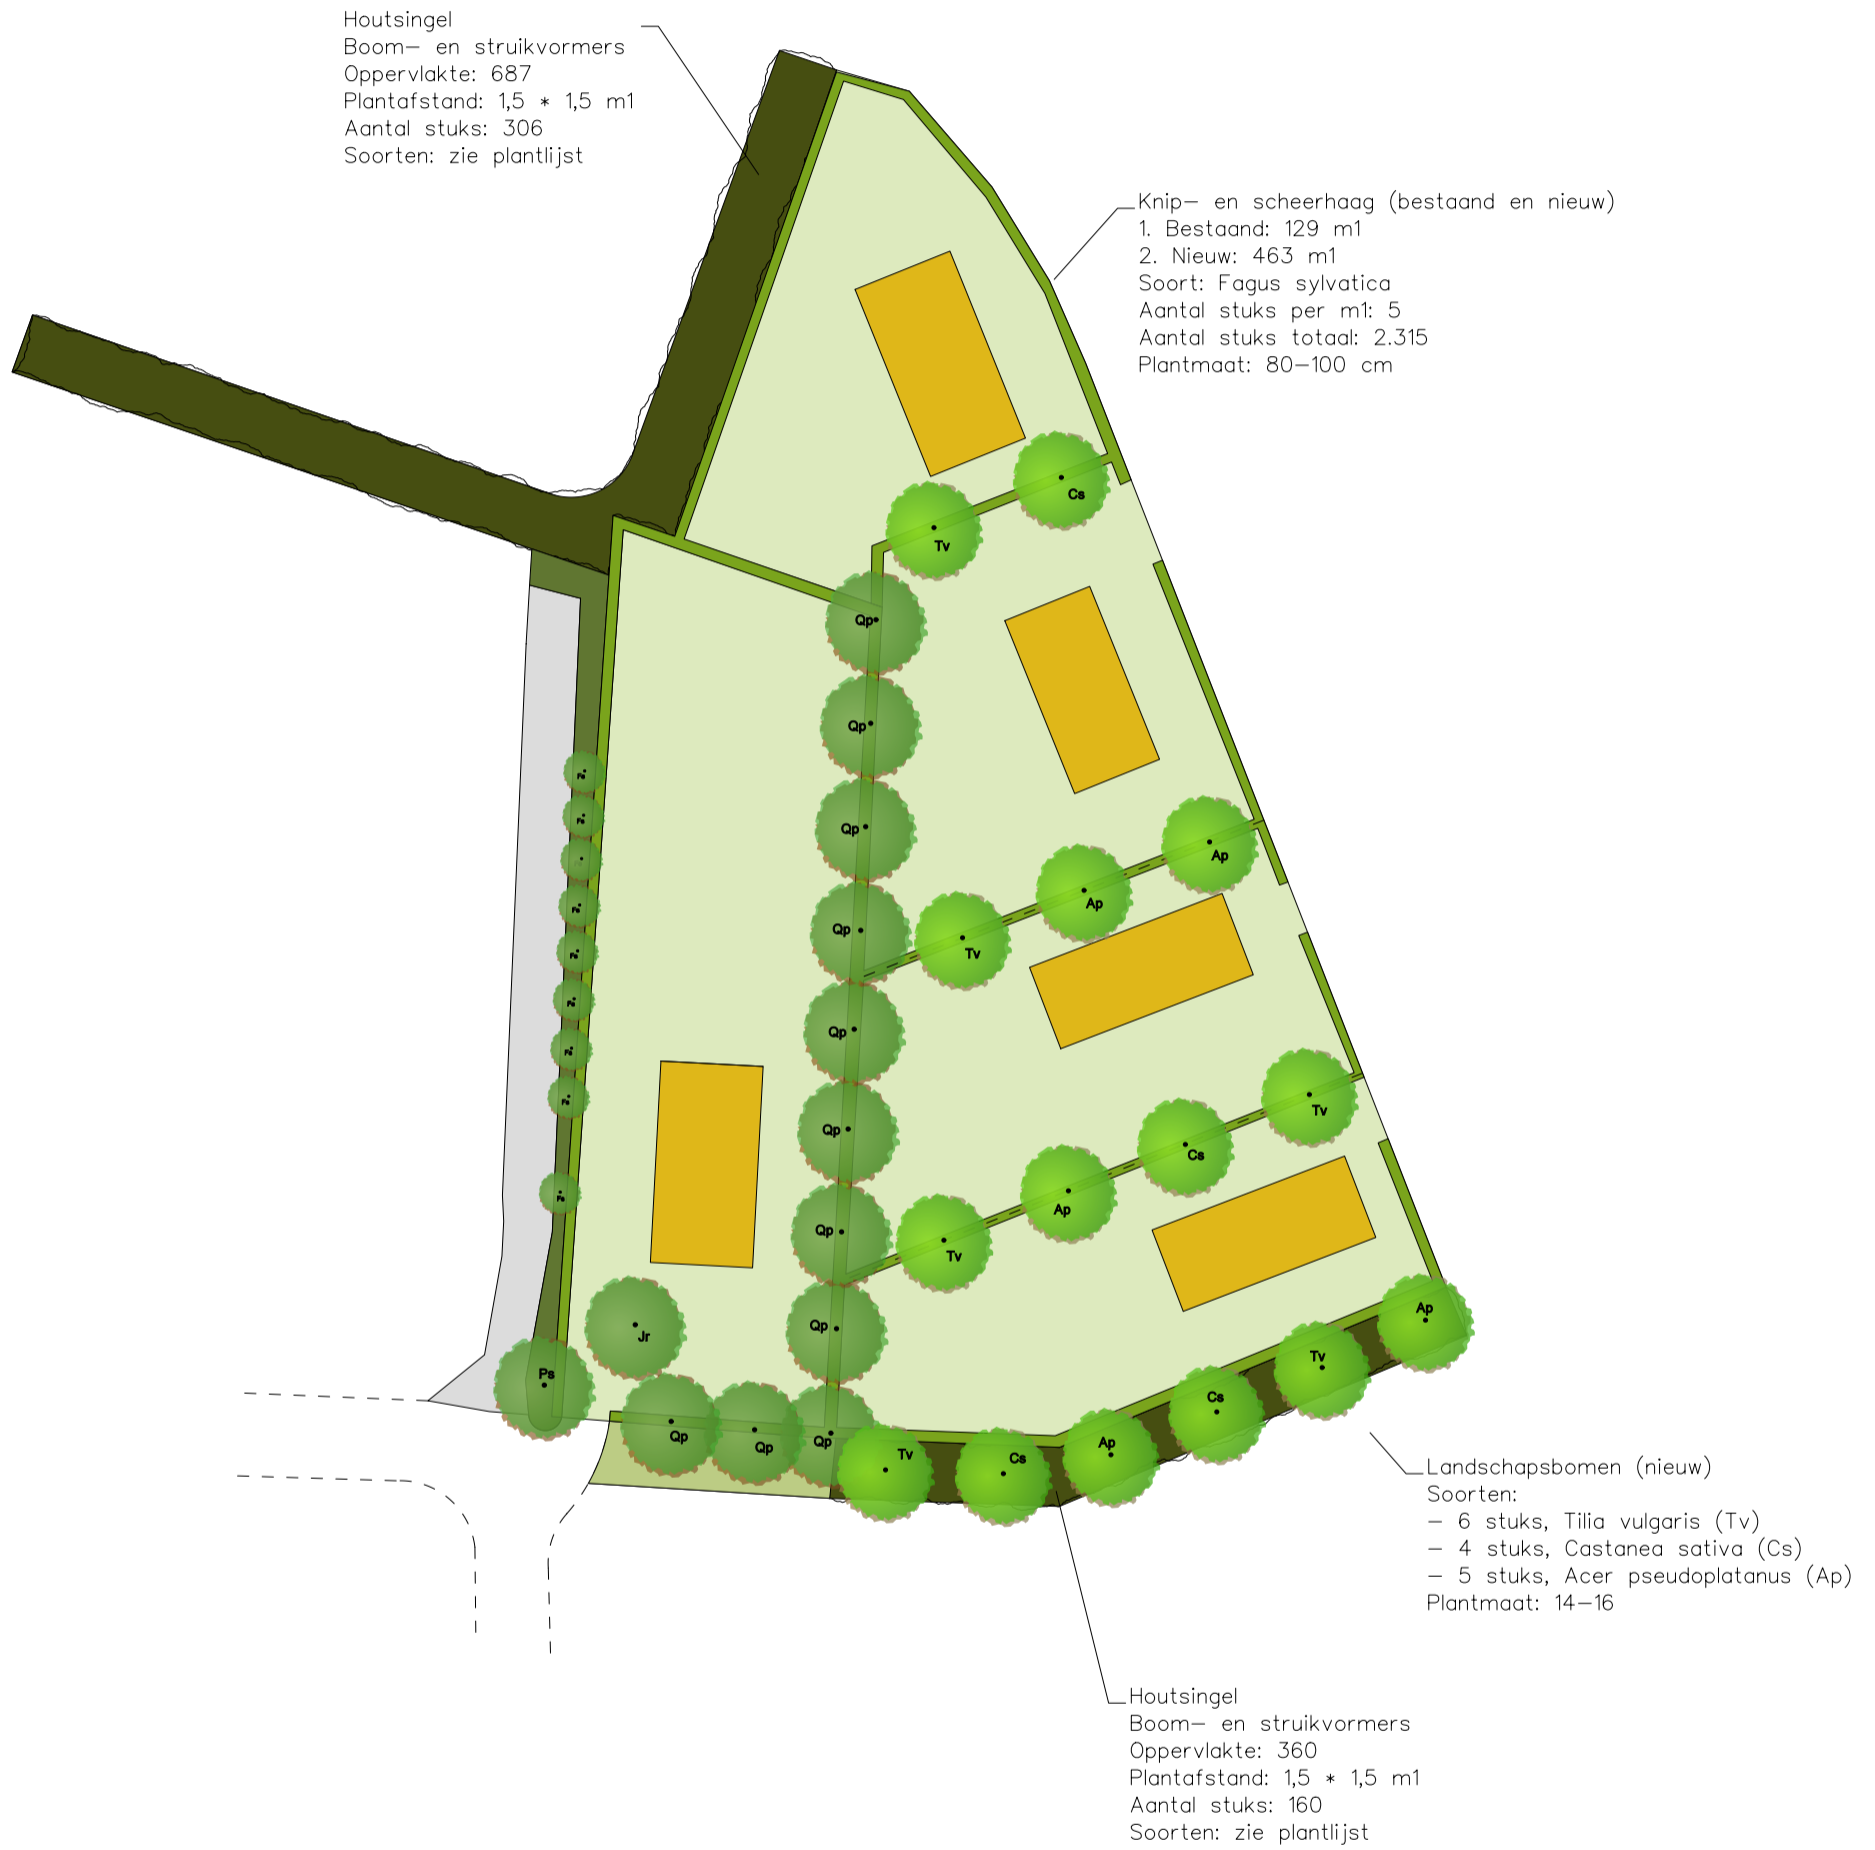 Houtsingel
Boom- en struikvormers
Oppervlakte: 687
Plantafstand: 1,5 * 1,5 m1
Aantal stuks: 306
Soorten: zie plantlijst
Knip- en scheerhaag (bestaand en nieuw)
1. Bestaand: 129 m1
2. Nieuw: 463 m1
Soort: Fagus sylvatica
Aantal stuks per m1: 5
Aantal stuks totaal: 2.315
Plantmaat: 80-100 cm
Cs
Tv
Qp
Qp
Qp
Ap
Ap
Qp
Tv
Qp
Tv
Qp
Cs
Ap
Qp
Tv
Qp
Jr
Ap
Tv
Ps
Cs
Qp
Qp
Qp
Tv
Cs
Ap
Landschapsbomen (nieuw)
Soorten:
- 6 stuks, Tilia vulgaris (Tv)
- 4 stuks, Castanea sativa (Cs)
- 5 stuks, Acer pseudoplatanus (Ap)
Plantmaat: 14-16
Houtsingel
Boom- en struikvormers
Oppervlakte: 360
Plantafstand: 1,5 * 1,5 m1
Aantal stuks: 160
Soorten: zie plantlijst